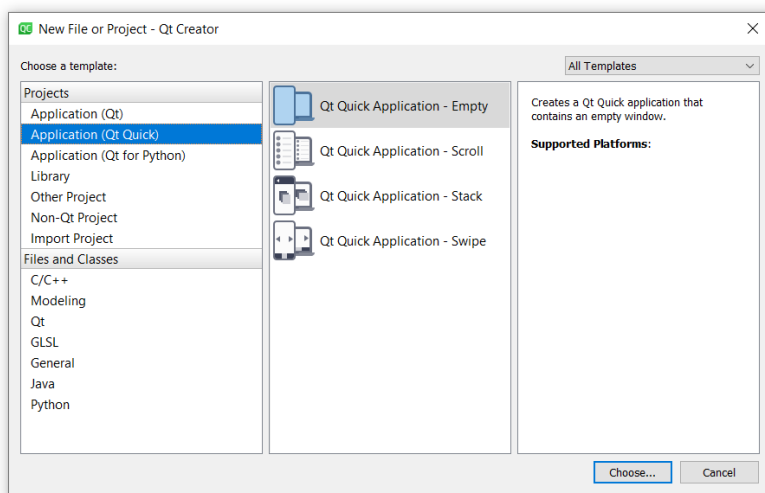 QC New File or Project - Qt Creator
Choose a template:
All Templates
Projects
Application (Qt)
Application (Qt Quick)
Application (Qt for Python)
Library
Other Project
Non-Qt Project
Import Project
Files and Classes
C/C++
Modeling
Qt
GLSL
General
Java
Python
Qt Quick Application - Empty
Qt Quick Application - Scroll
Qt Quick Application - Stack
Qt Quick Application - Swipe
Creates a Qt Quick application that
contains an empty window.
Supported Platforms:
Choose...
Cancel